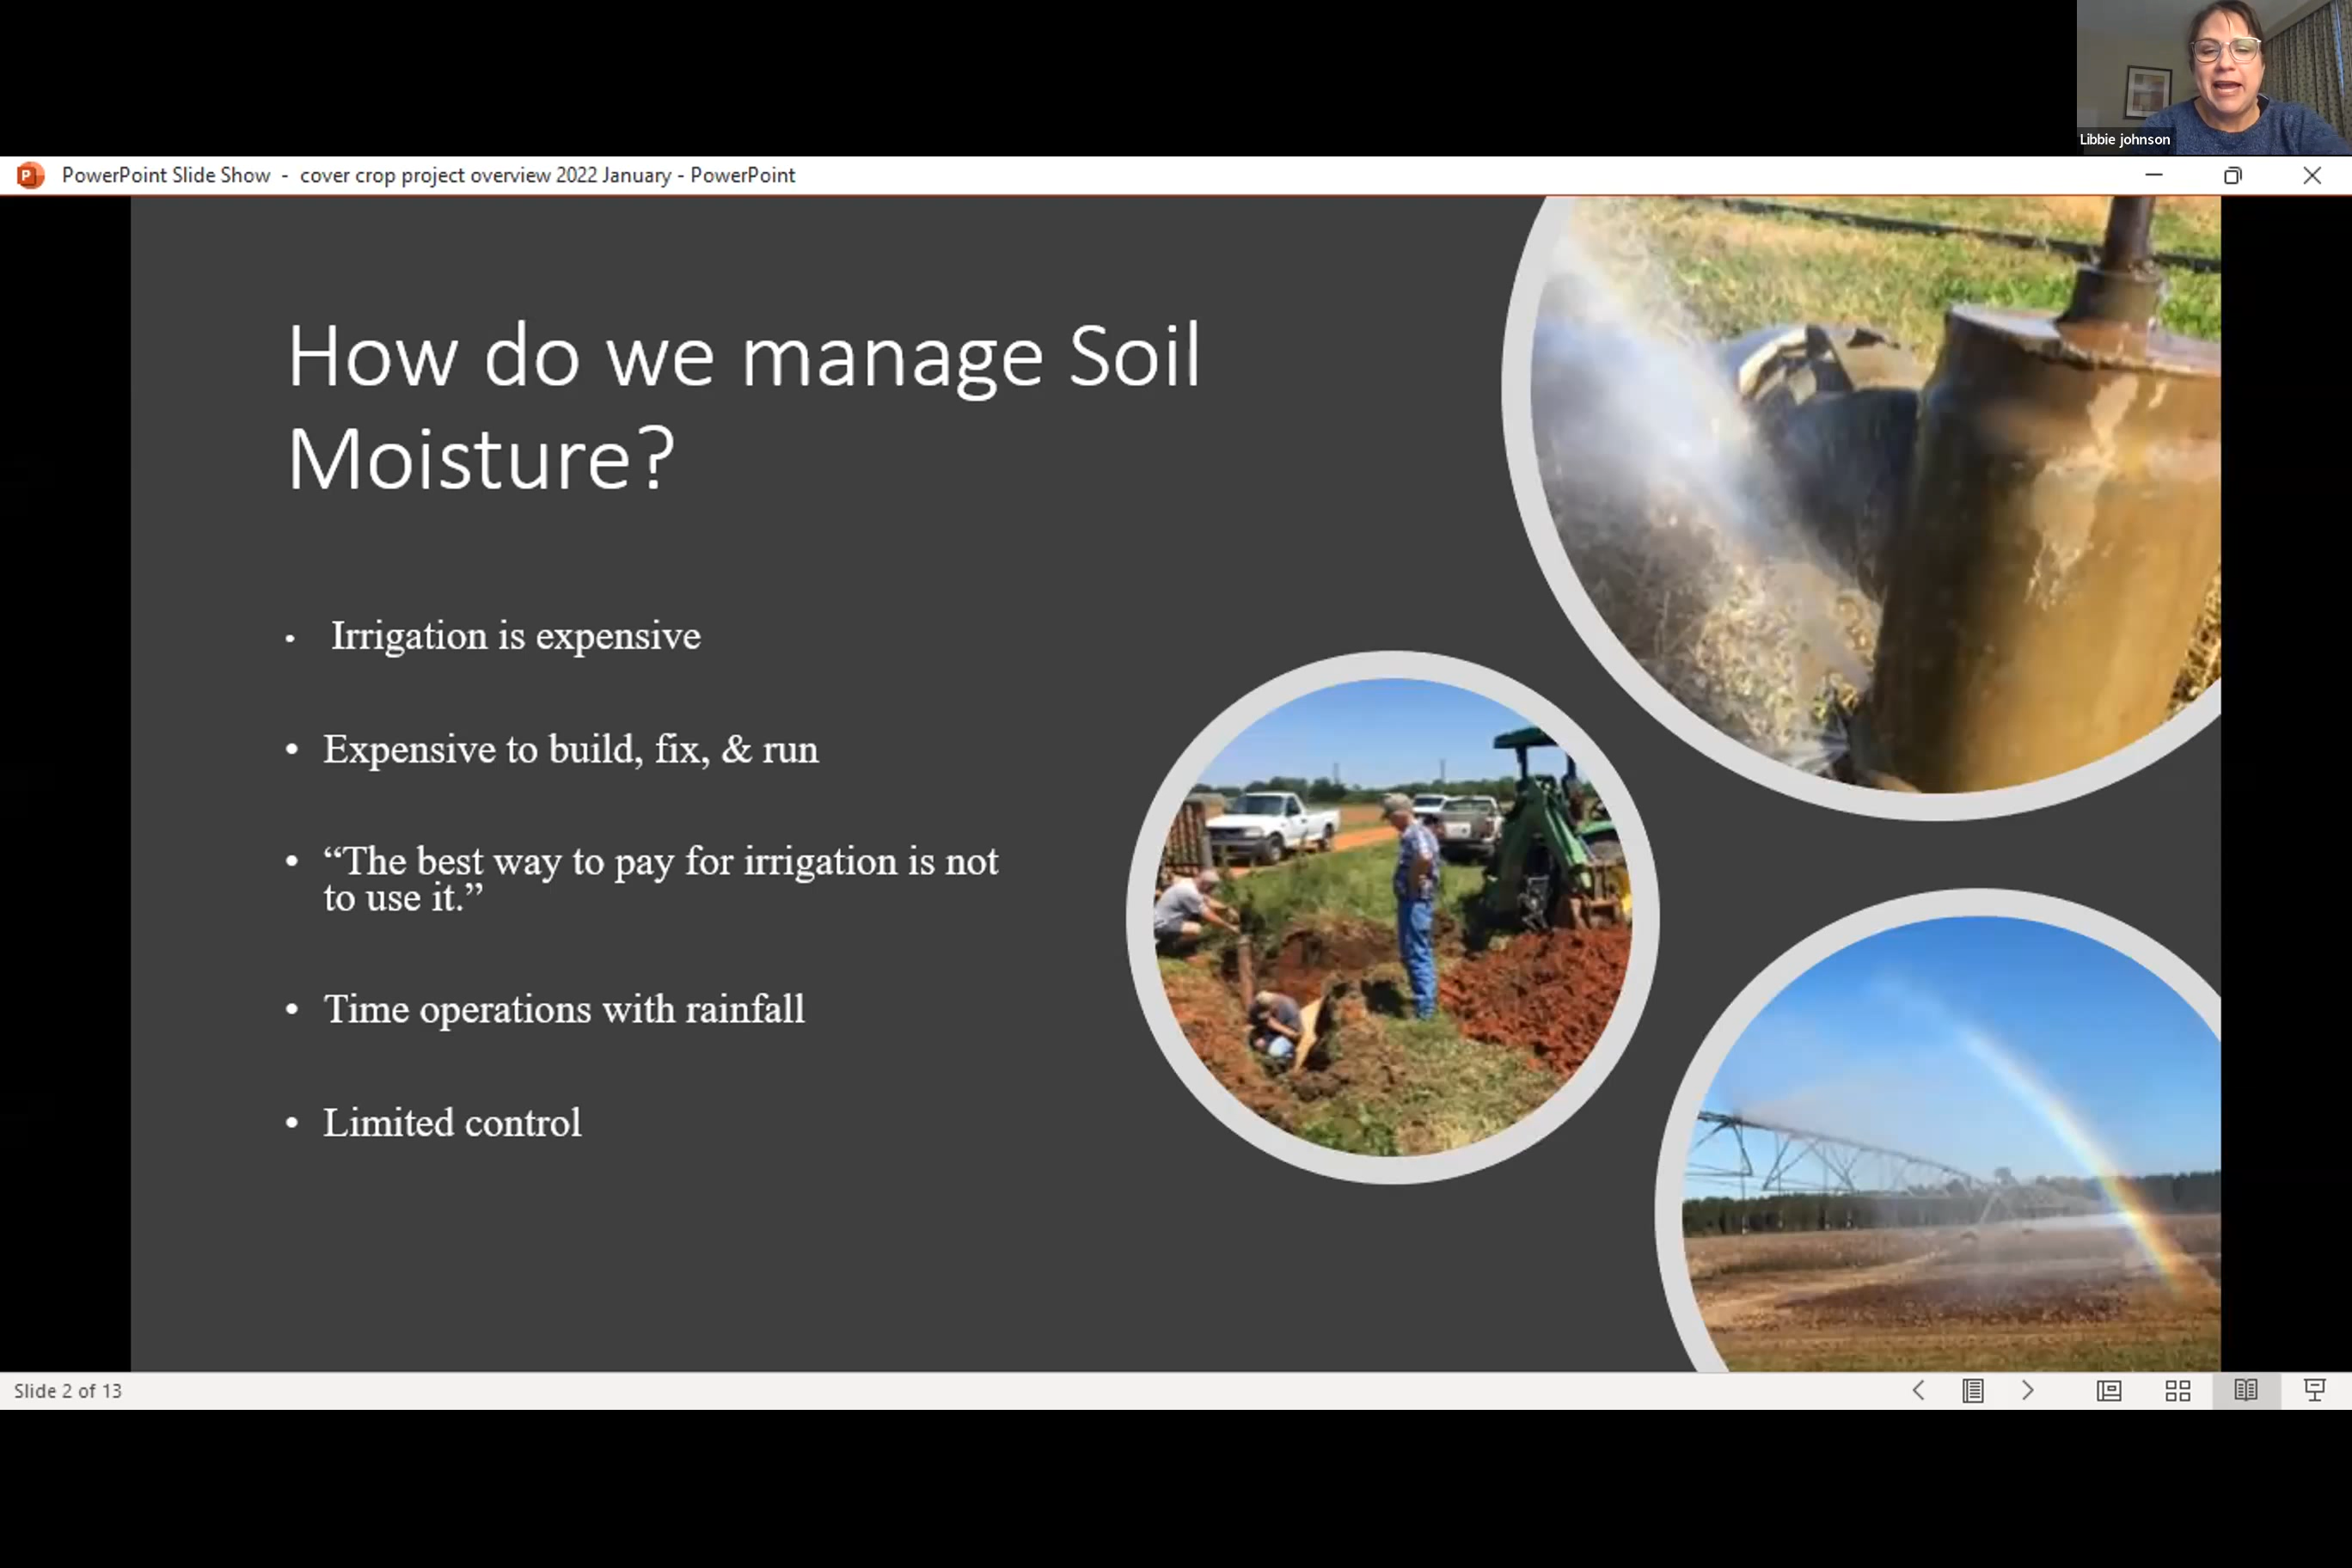 Libbie johnson
PowerPoint Slide Show - cover crop project overview 2022 January - PowerPoint
How do we manage Soil
Moisture?
• Irrigation is expensive
• Expensive to build, fix, & run
• “The best way to pay for irrigation is not
to use it.”
• Time operations with rainfall
• Limited control
Slide 2 of 13